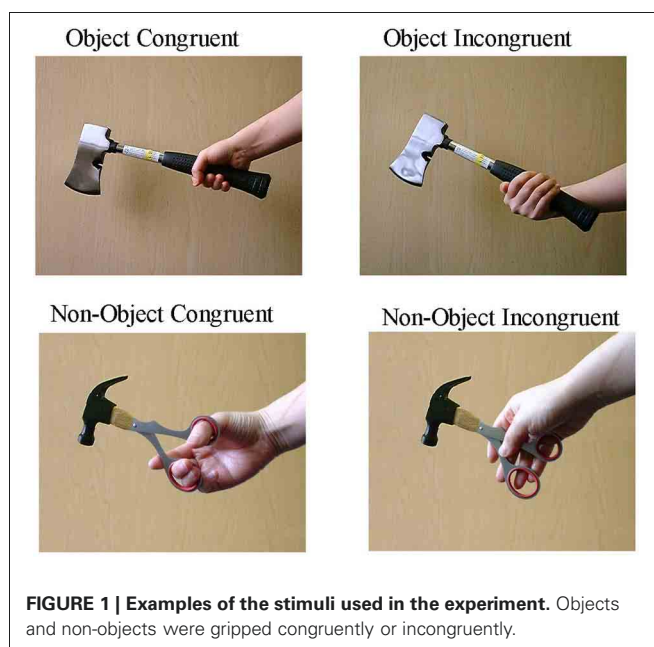 Object Congruent
Object Incongruent
Non-Object Congruent
Non-Object Incongruent
FIGURE 1 | Examples of the stimuli used in the experiment. Objects
and non-objects were gripped congruently or incongruently.